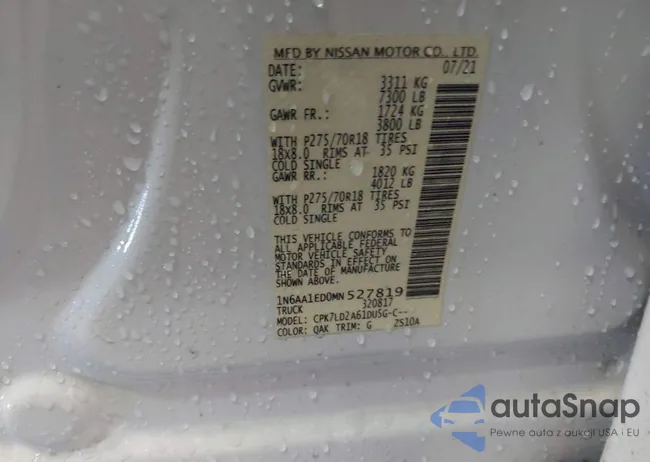 MFD BY NISSAN MOTOR CO., LTD.
DATE: 07/21
GVWR: 3311 KG
7300 LB
GAWR FR.: 1724 KG
3800 LB
WITH P275/70R18 TIRES
18x8.0 RIMS AT 35 PSI
COLD SINGLE
GAWR RR.: 1820 KG
4012 LB
WITH P275/70R18 TIRES
18x8.0 RIMS AT 35 PSI
COLD SINGLE
THIS VEHICLE CONFORMS TO
ALL APPLICABLE FEDERAL
MOTOR VEHICLE SAFETY
STANDARDS IN EFFECT ON
THE DATE OF MANUFACTURE
SHOWN ABOVE.
1N6AA1ED0MN527819
TRUCK 320817
MODEL: CPK7LD2A61DU5G-C--
COLOR: QAK TRIM: G ZS10A
autaSnap
Pewne auta z aukcji USA i EU